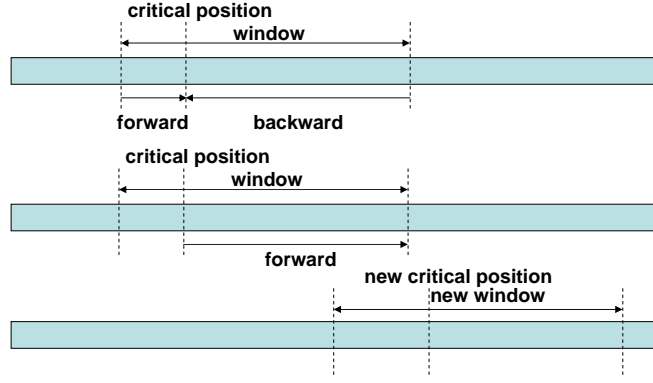 critical position
window
forward backward
critical position
window
forward
new critical position
new window